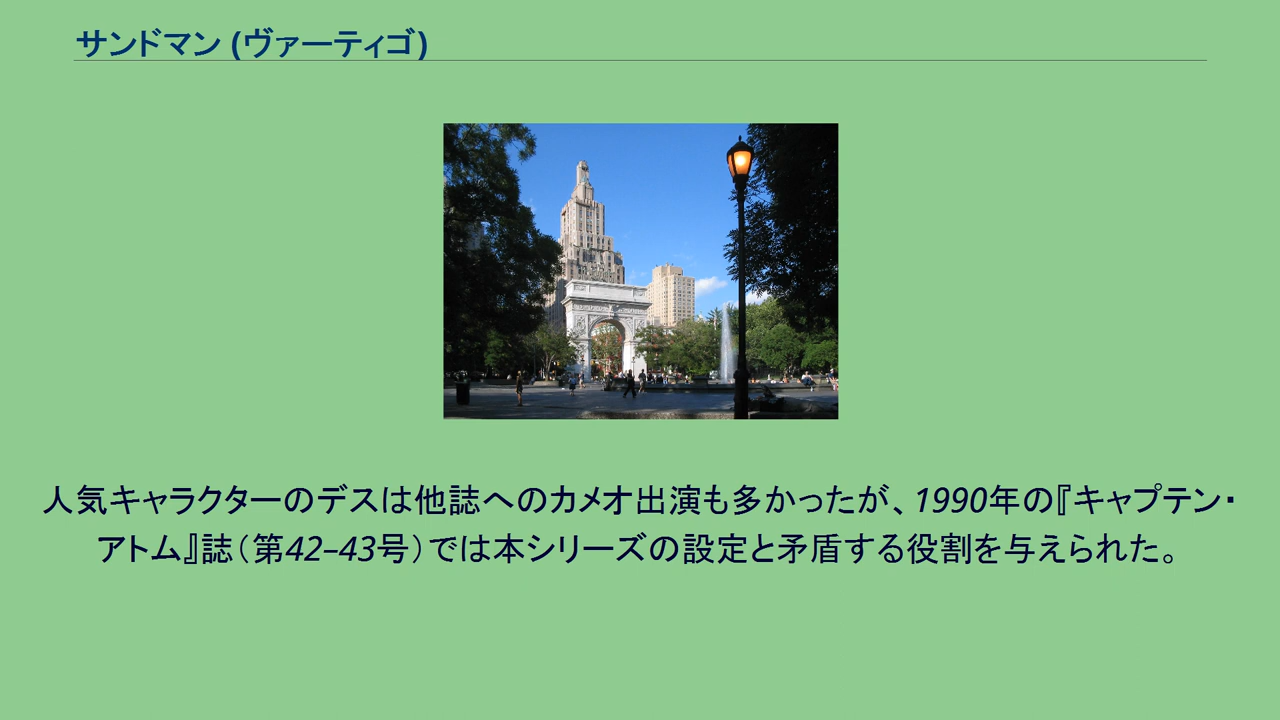 サンドマン (ヴァーティゴ)
人気キャラクターのデスは他誌へのカメオ出演も多かったが、1990年の『キャプテン・
アトム』誌（第42–43号）では本シリーズの設定と矛盾する役割を与えられた。